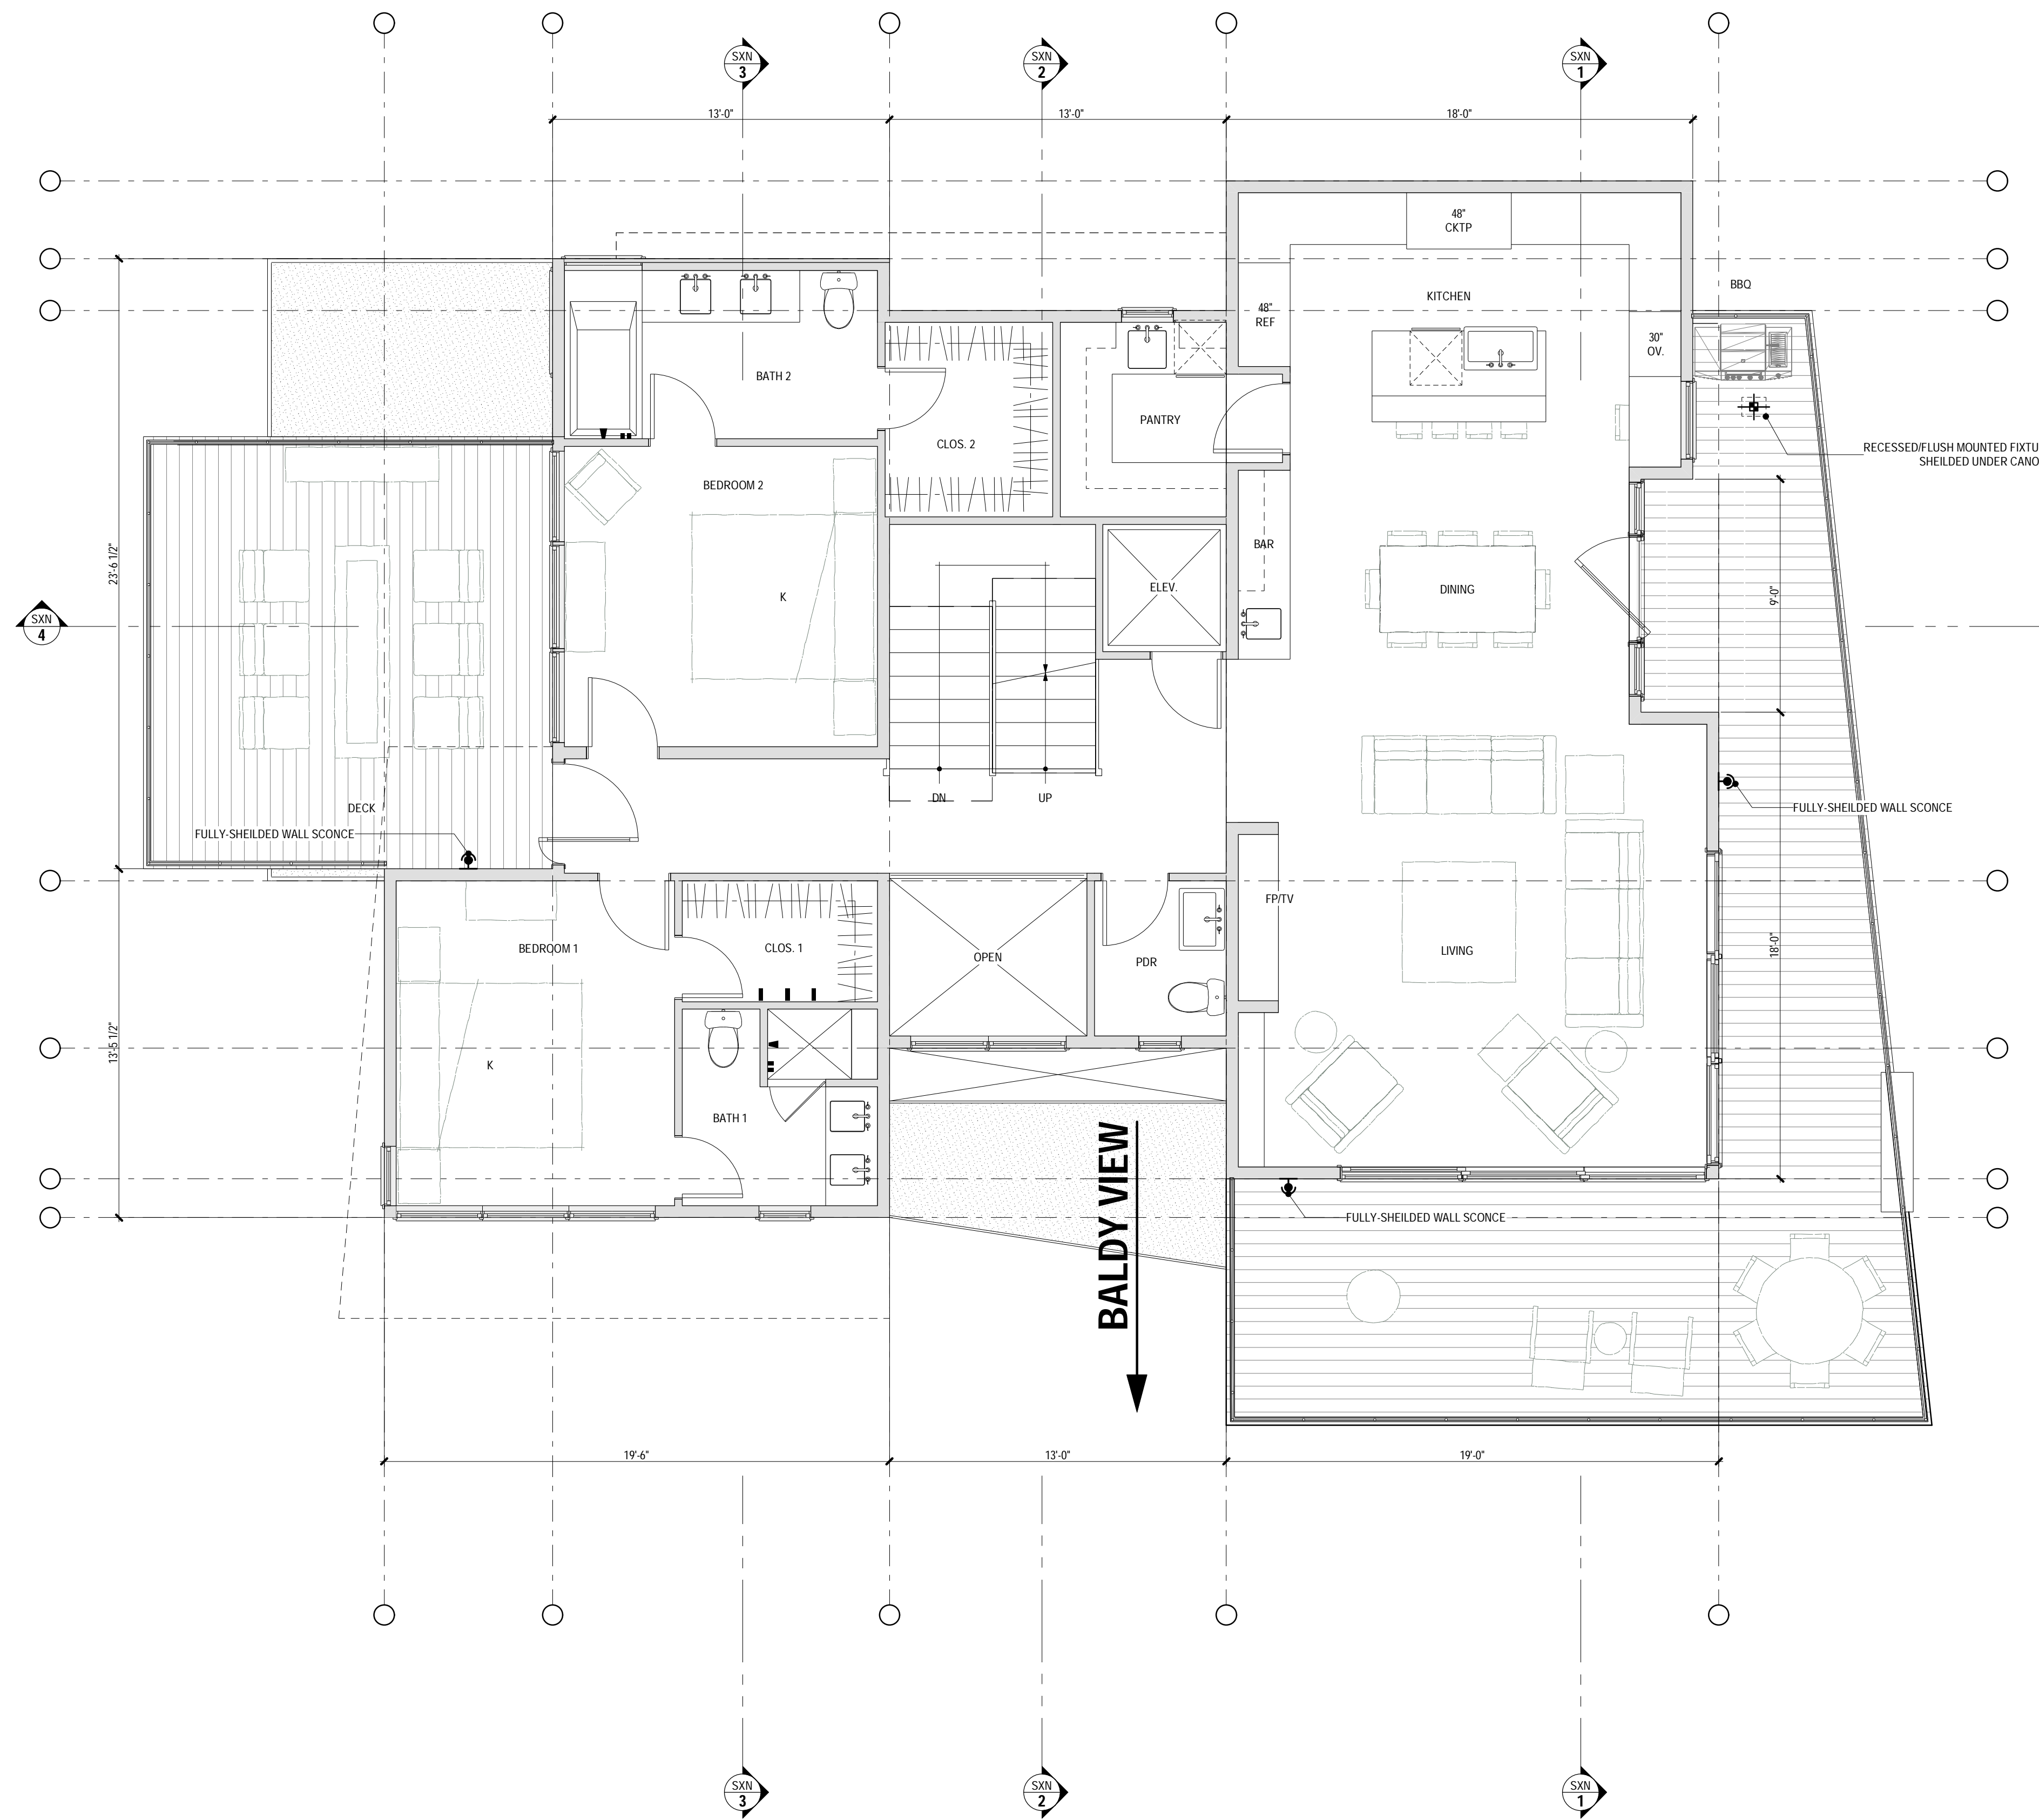 SXN
3
SXN
2
SXN
1
13'-0"
13'-0"
18'-0"
48"
CKTP
BBQ
KITCHEN
48"
REF
30"
OV.
BATH 2
PANTRY
CLOS. 2
RECESSED/FLUSH MOUNTED FIXTU
SHEILDED UNDER CANO
BEDROOM 2
BAR
23'-6 1/2"
ELEV.
DINING
K
9'-0"
SXN
4
DN
UP
DECK
FULLY-SHEILDED WALL SCONCE
FULLY-SHEILDED WALL SCONCE
FP/TV
BEDROOM 1
CLOS. 1
OPEN
PDR
LIVING
18'-0"
13'-5 1/2"
K
BATH 1
BALDY VIEW
FULLY-SHEILDED WALL SCONCE
19'-6"
13'-0"
19'-0"
SXN
3
SXN
2
SXN
1